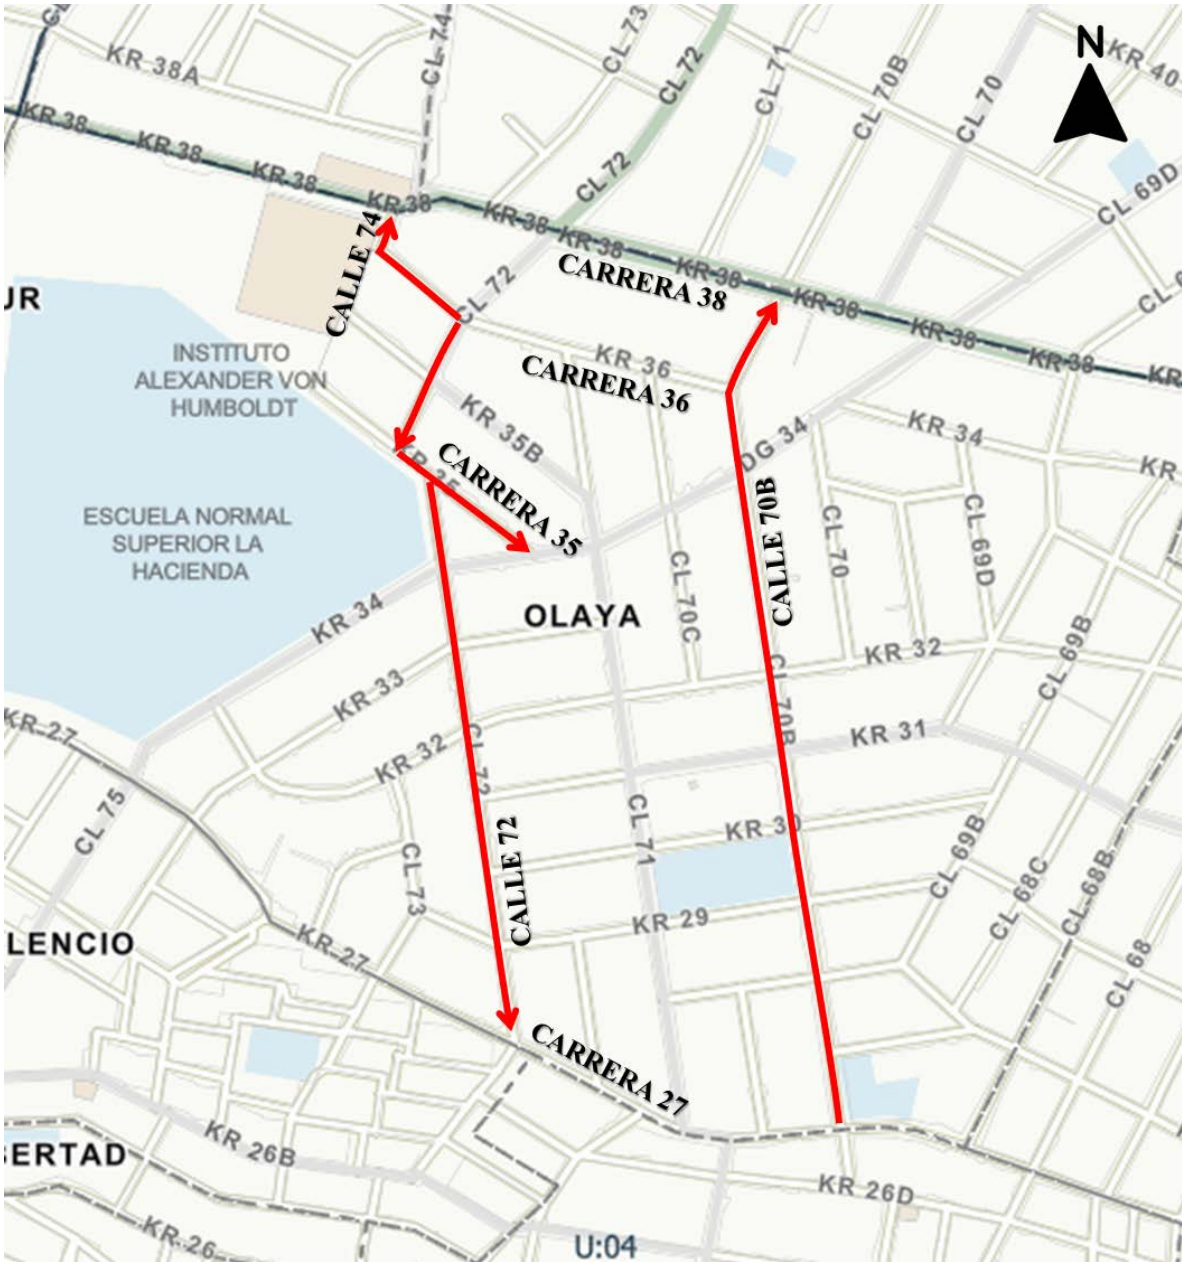 CL 74
CL 73
CL 72
CL 71
CL 70B
CL 70
N
KR 40
KR 38A
KR 38
KR 38
KR 38
KR 38
CL 72
CL 69D
KR 38
KR 38
KR 38
KR 38
KR 38
KR 38
KR
CALLE 74
CARRERA 38
CL 72
UR
INSTITUTO
ALEXANDER VON
HUMBOLDT
KR 36
CARRERA 36
KR 35B
KR 34
KR
DG 34
KR 35
CARRERA 35
CALLE 70B
CL 70
CL 69D
ESCUELA NORMAL
SUPERIOR LA
HACIENDA
KR 34
OLAYA
CL 70C
KR 32
CL 69B
KR 33
CL 70B
KR 27
KR 32
CL 72
KR 31
CL 75
CL 71
KR 30
CL 73
CALLE 72
CL 69B
CL 68C
CL 68B
KR 29
LENCIO
KR 27
CL 68
CARRERA 27
ERTAD
KR 26B
KR 26D
KR 26
U:04